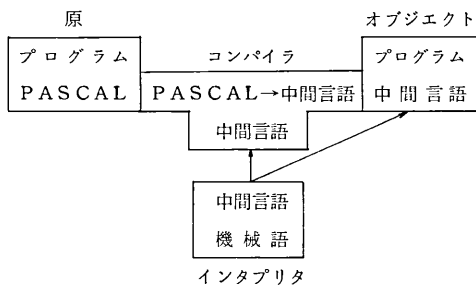 原
オブジェクト
プログラム
コンパイラ
プログラム
PASCAL
PASCAL→中間言語
中間言語
中間言語
中間言語
機械語
インタプリタ